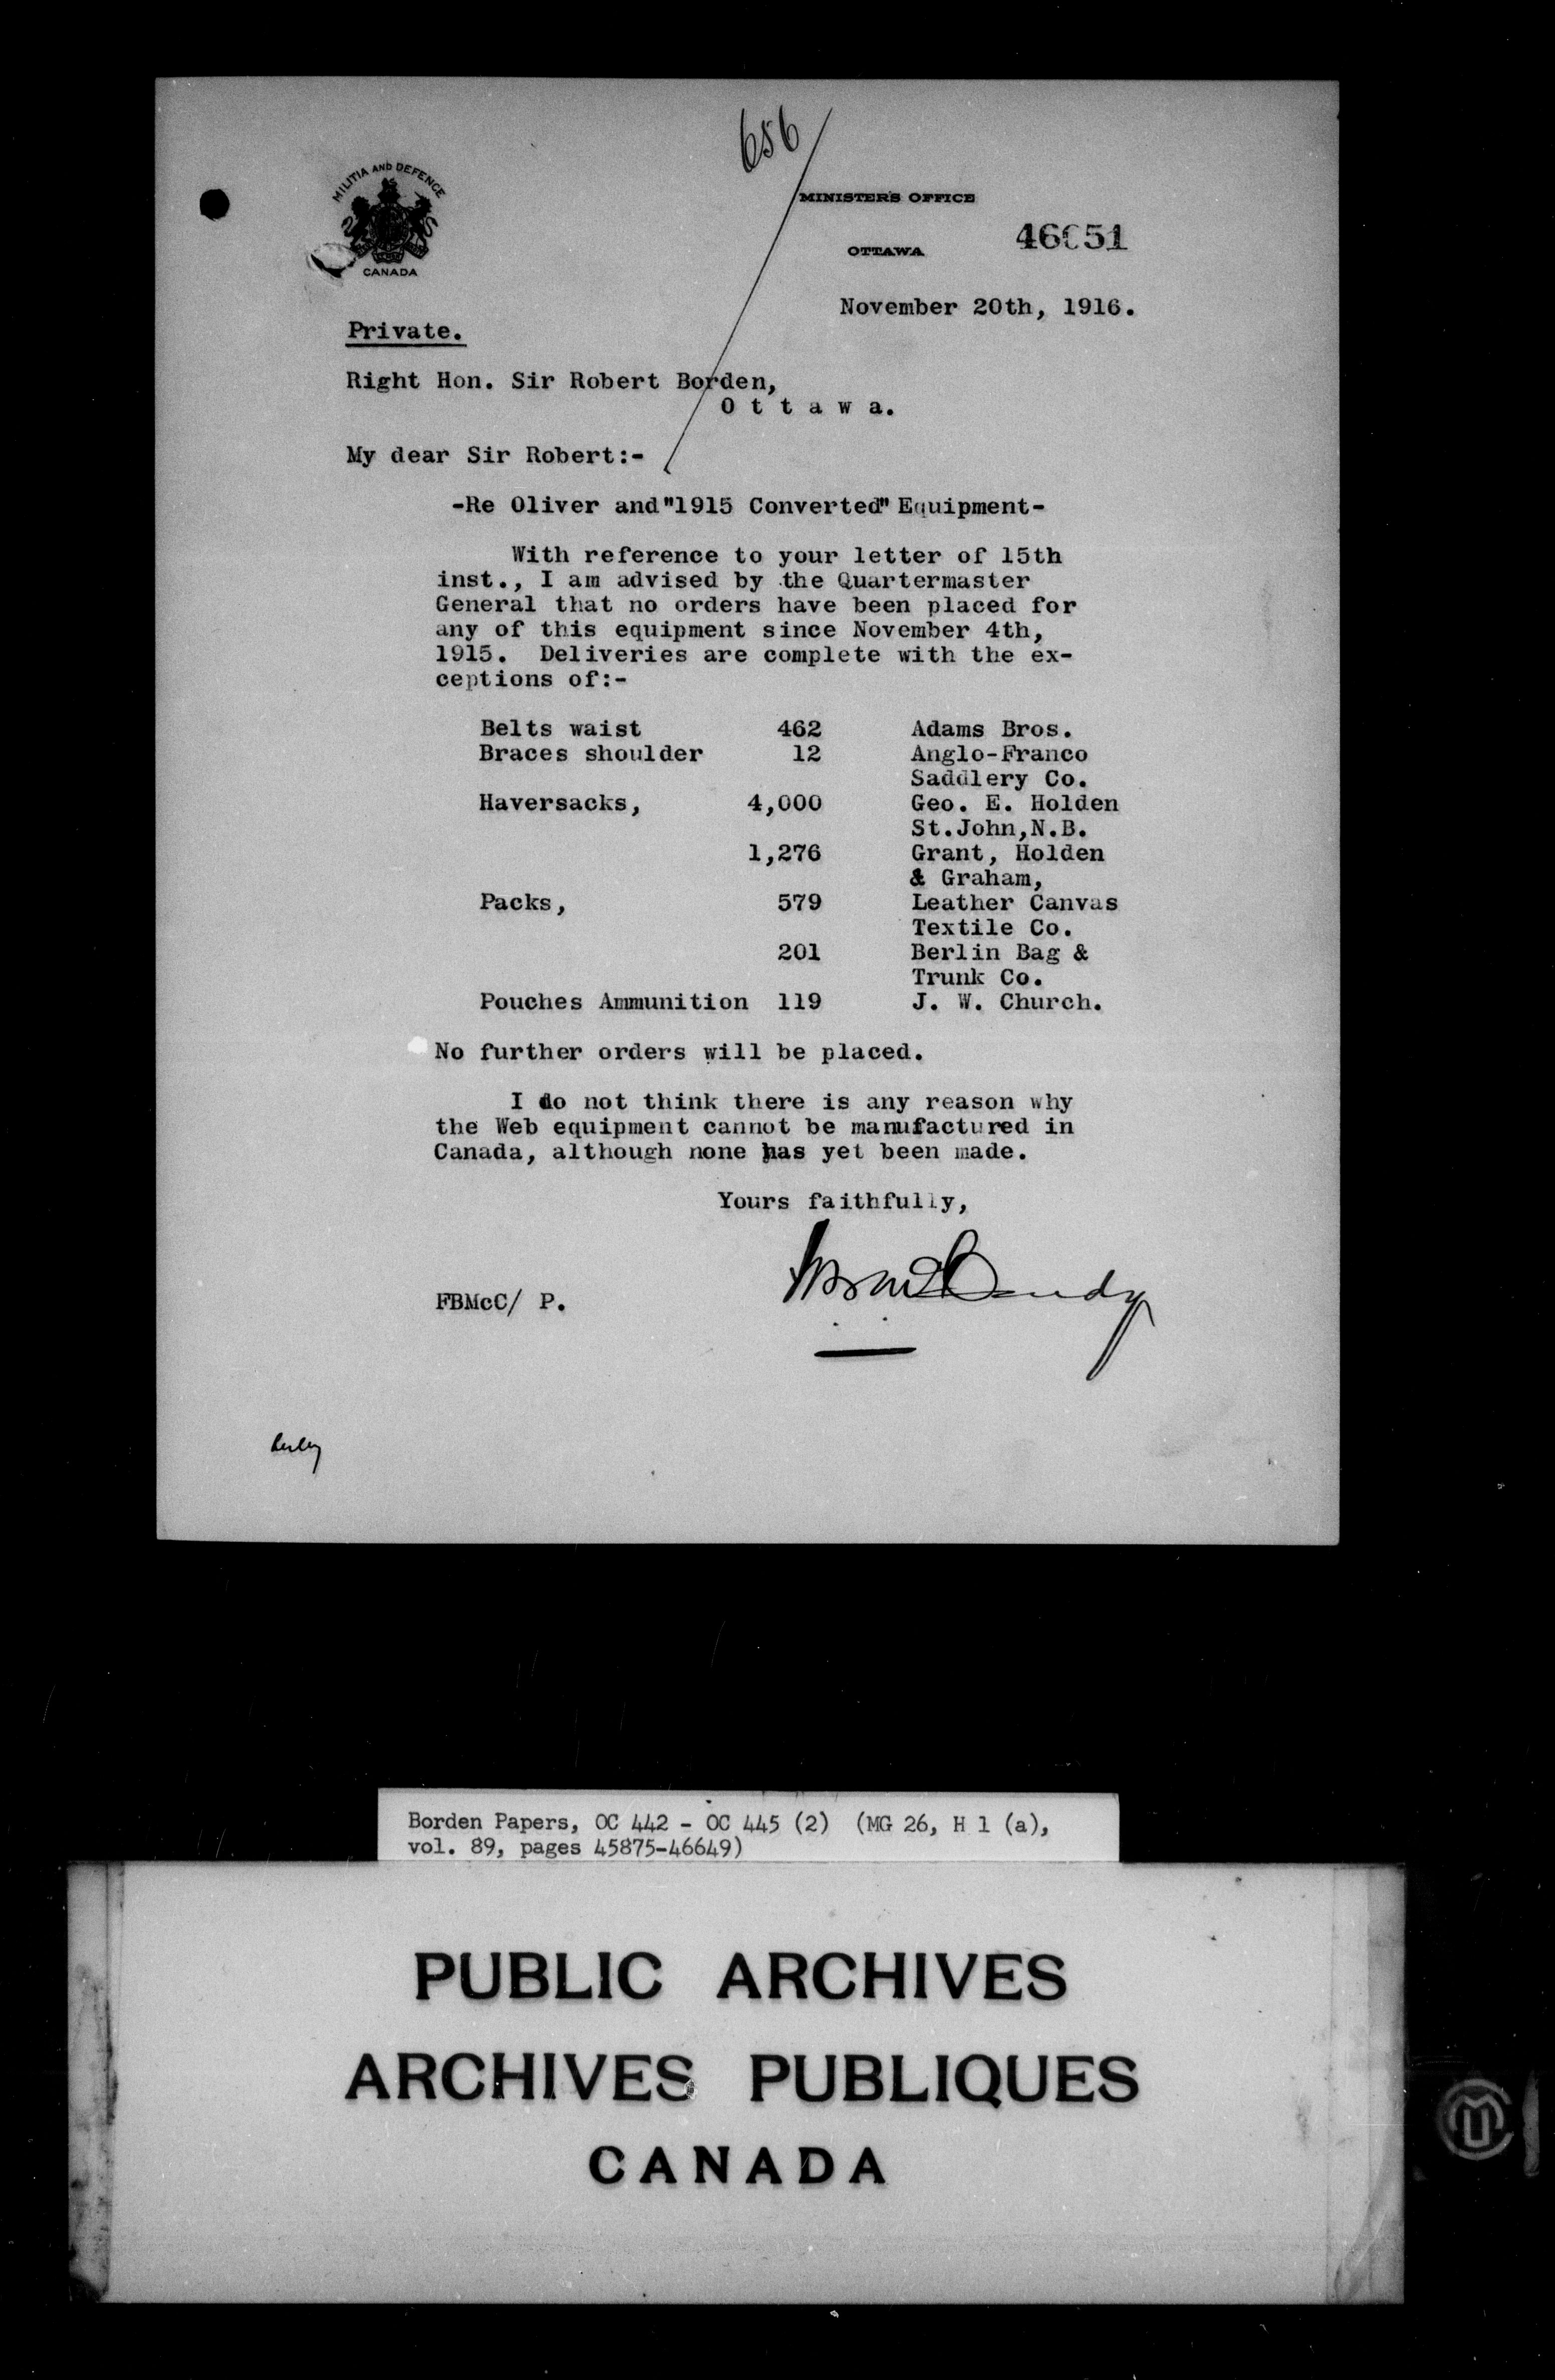 656
MILITIA AND DEFENCE
CANADA
MINISTER'S OFFICE
OTTAWA
46051
November 20th, 1916.
Private.
Right Hon. Sir Robert Borden,
O t t a w a.
My dear Sir Robert:-
-Re Oliver and "1915 Converted" Equipment-
With reference to your letter of 15th
inst., I am advised by the Quartermaster
General that no orders have been placed for
any of this equipment since November 4th,
1915. Deliveries are complete with the ex-
ceptions of:-
Belts waist 462 Adams Bros.
Braces shoulder 12 Anglo-Franco
Saddlery Co.
Haversacks, 4,000 Geo. E. Holden
St.John,N.B.
1,276 Grant, Holden
& Graham,
Packs, 579 Leather Canvas
Textile Co.
201 Berlin Bag &
Trunk Co.
Pouches Ammunition 119 J. W. Church.
No further orders will be placed.
I do not think there is any reason why
the Web equipment cannot be manufactured in
Canada, although none has yet been made.
Yours faithfully,
FBMcC/ P.
Borden Papers, OC 442 - OC 445 (2) (MG 26, H 1 (a),
vol. 89, pages 45875-46649)
PUBLIC ARCHIVES
ARCHIVES PUBLIQUES
CANADA